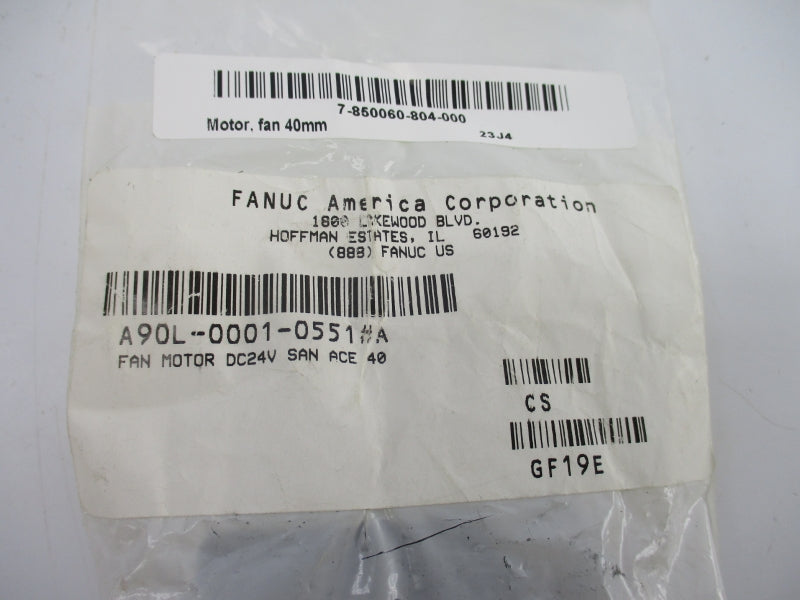 7-850060-804-000
Motor, fan 40mm
23J4
FANUC America Corporation
1800 LAKEWOOD BLVD.
HOFFMAN ESTATES, IL 60192
(888) FANUC US
A90L-0001-0551#A
FAN MOTOR DC24V SAN ACE 40
CS
GF19E